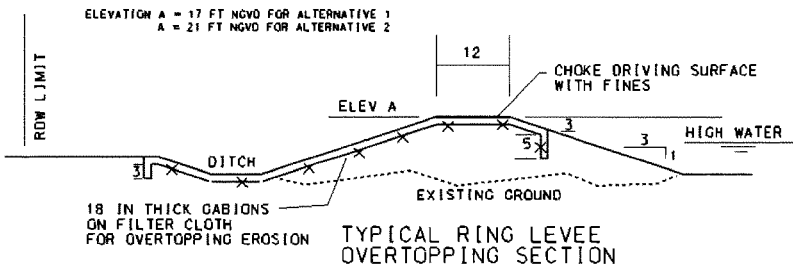 ELEVATION A = 17 FT NGVD FOR ALTERNATIVE 1
A = 21 FT NGVD FOR ALTERNATIVE 2
ROW LIMIT
12
CHOKE DRIVING SURFACE
WITH FINES
ELEV A
3
5
3
1
HIGH WATER
DITCH
3
EXISTING GROUND
18 IN THICK GABIONS
ON FILTER CLOTH
FOR OVERTOPPING EROSION
TYPICAL RING LEVEE
OVERTOPPING SECTION